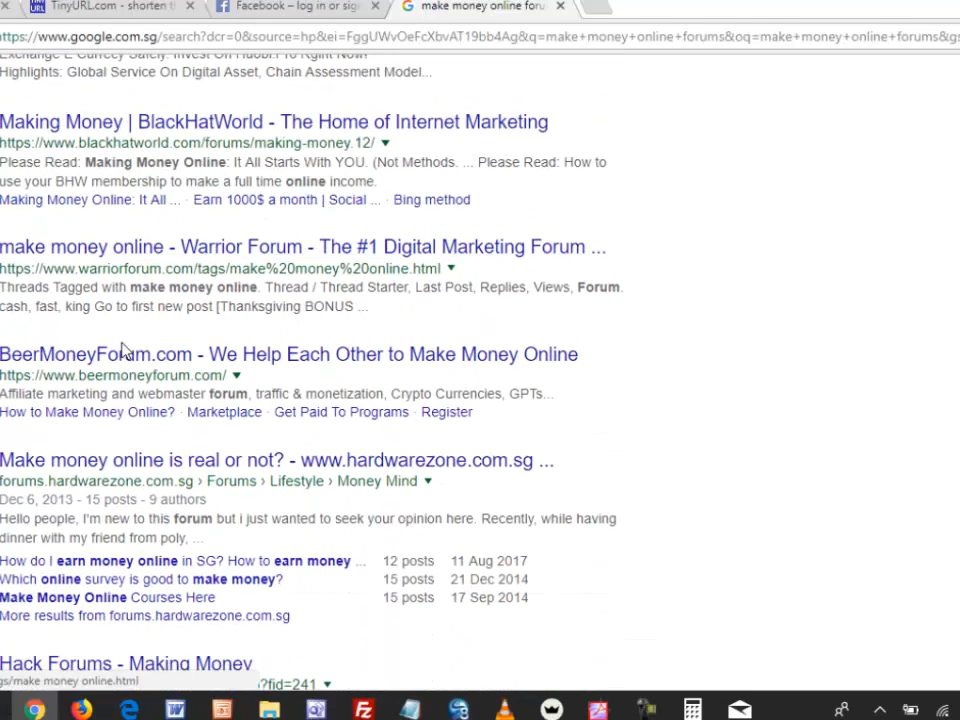 TinyURL.com - shorten t
Facebook – log in or sig
make money online foru
https://www.google.com.sg/search?dcr=0&source=hp&ei=FggUWvOeFcXbvAT19bb4Ag&q=make+money+online+forums&oq=make+money+online+forums&gs
Highlights: Global Service On Digital Asset, Chain Assessment Model...
Making Money | BlackHatWorld - The Home of Internet Marketing
https://www.blackhatworld.com/forums/making-money.12/
Please Read: Making Money Online: It All Starts With YOU. (Not Methods. ... Please Read: How to
use your BHW membership to make a full time online income.
Making Money Online: It All ... · Earn 1000$ a month | Social ... · Bing method
make money online - Warrior Forum - The #1 Digital Marketing Forum ...
https://www.warriorforum.com/tags/make%20money%20online.html
Threads Tagged with make money online. Thread / Thread Starter, Last Post, Replies, Views, Forum.
cash, fast, king Go to first new post [Thanksgiving BONUS ...
BeerMoneyForum.com - We Help Each Other to Make Money Online
https://www.beermoneyforum.com/
Affiliate marketing and webmaster forum, traffic & monetization, Crypto Currencies, GPTs...
How to Make Money Online? · Marketplace · Get Paid To Programs · Register
Make money online is real or not? - www.hardwarezone.com.sg ...
forums.hardwarezone.com.sg › Forums › Lifestyle › Money Mind
Dec 6, 2013 - 15 posts - 9 authors
Hello people, I'm new to this forum but i just wanted to seek your opinion here. Recently, while having
dinner with my friend from poly, ...
How do I earn money online in SG? How to earn money ... 12 posts 11 Aug 2017
Which online survey is good to make money? 15 posts 21 Dec 2014
Make Money Online Courses Here 15 posts 17 Sep 2014
More results from forums.hardwarezone.com.sg
Hack Forums - Making Money
gs/make money online.html
?fid=241